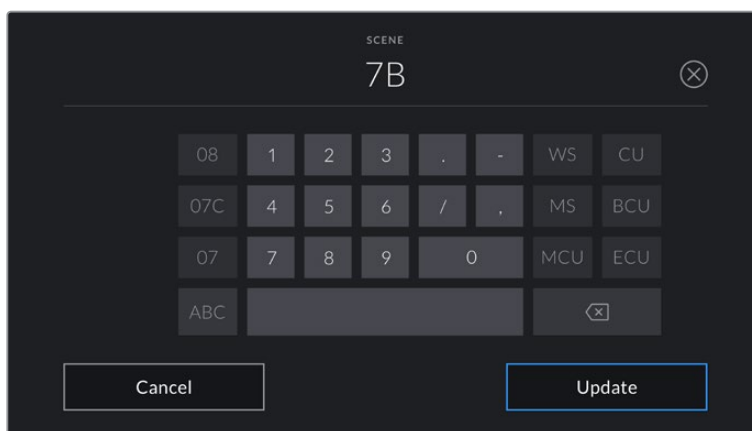 SCENE
7B
08 1 2 3 . - WS CU
07C 4 5 6 / , MS BCU
07 7 8 9 0 MCU ECU
ABC
Cancel Update